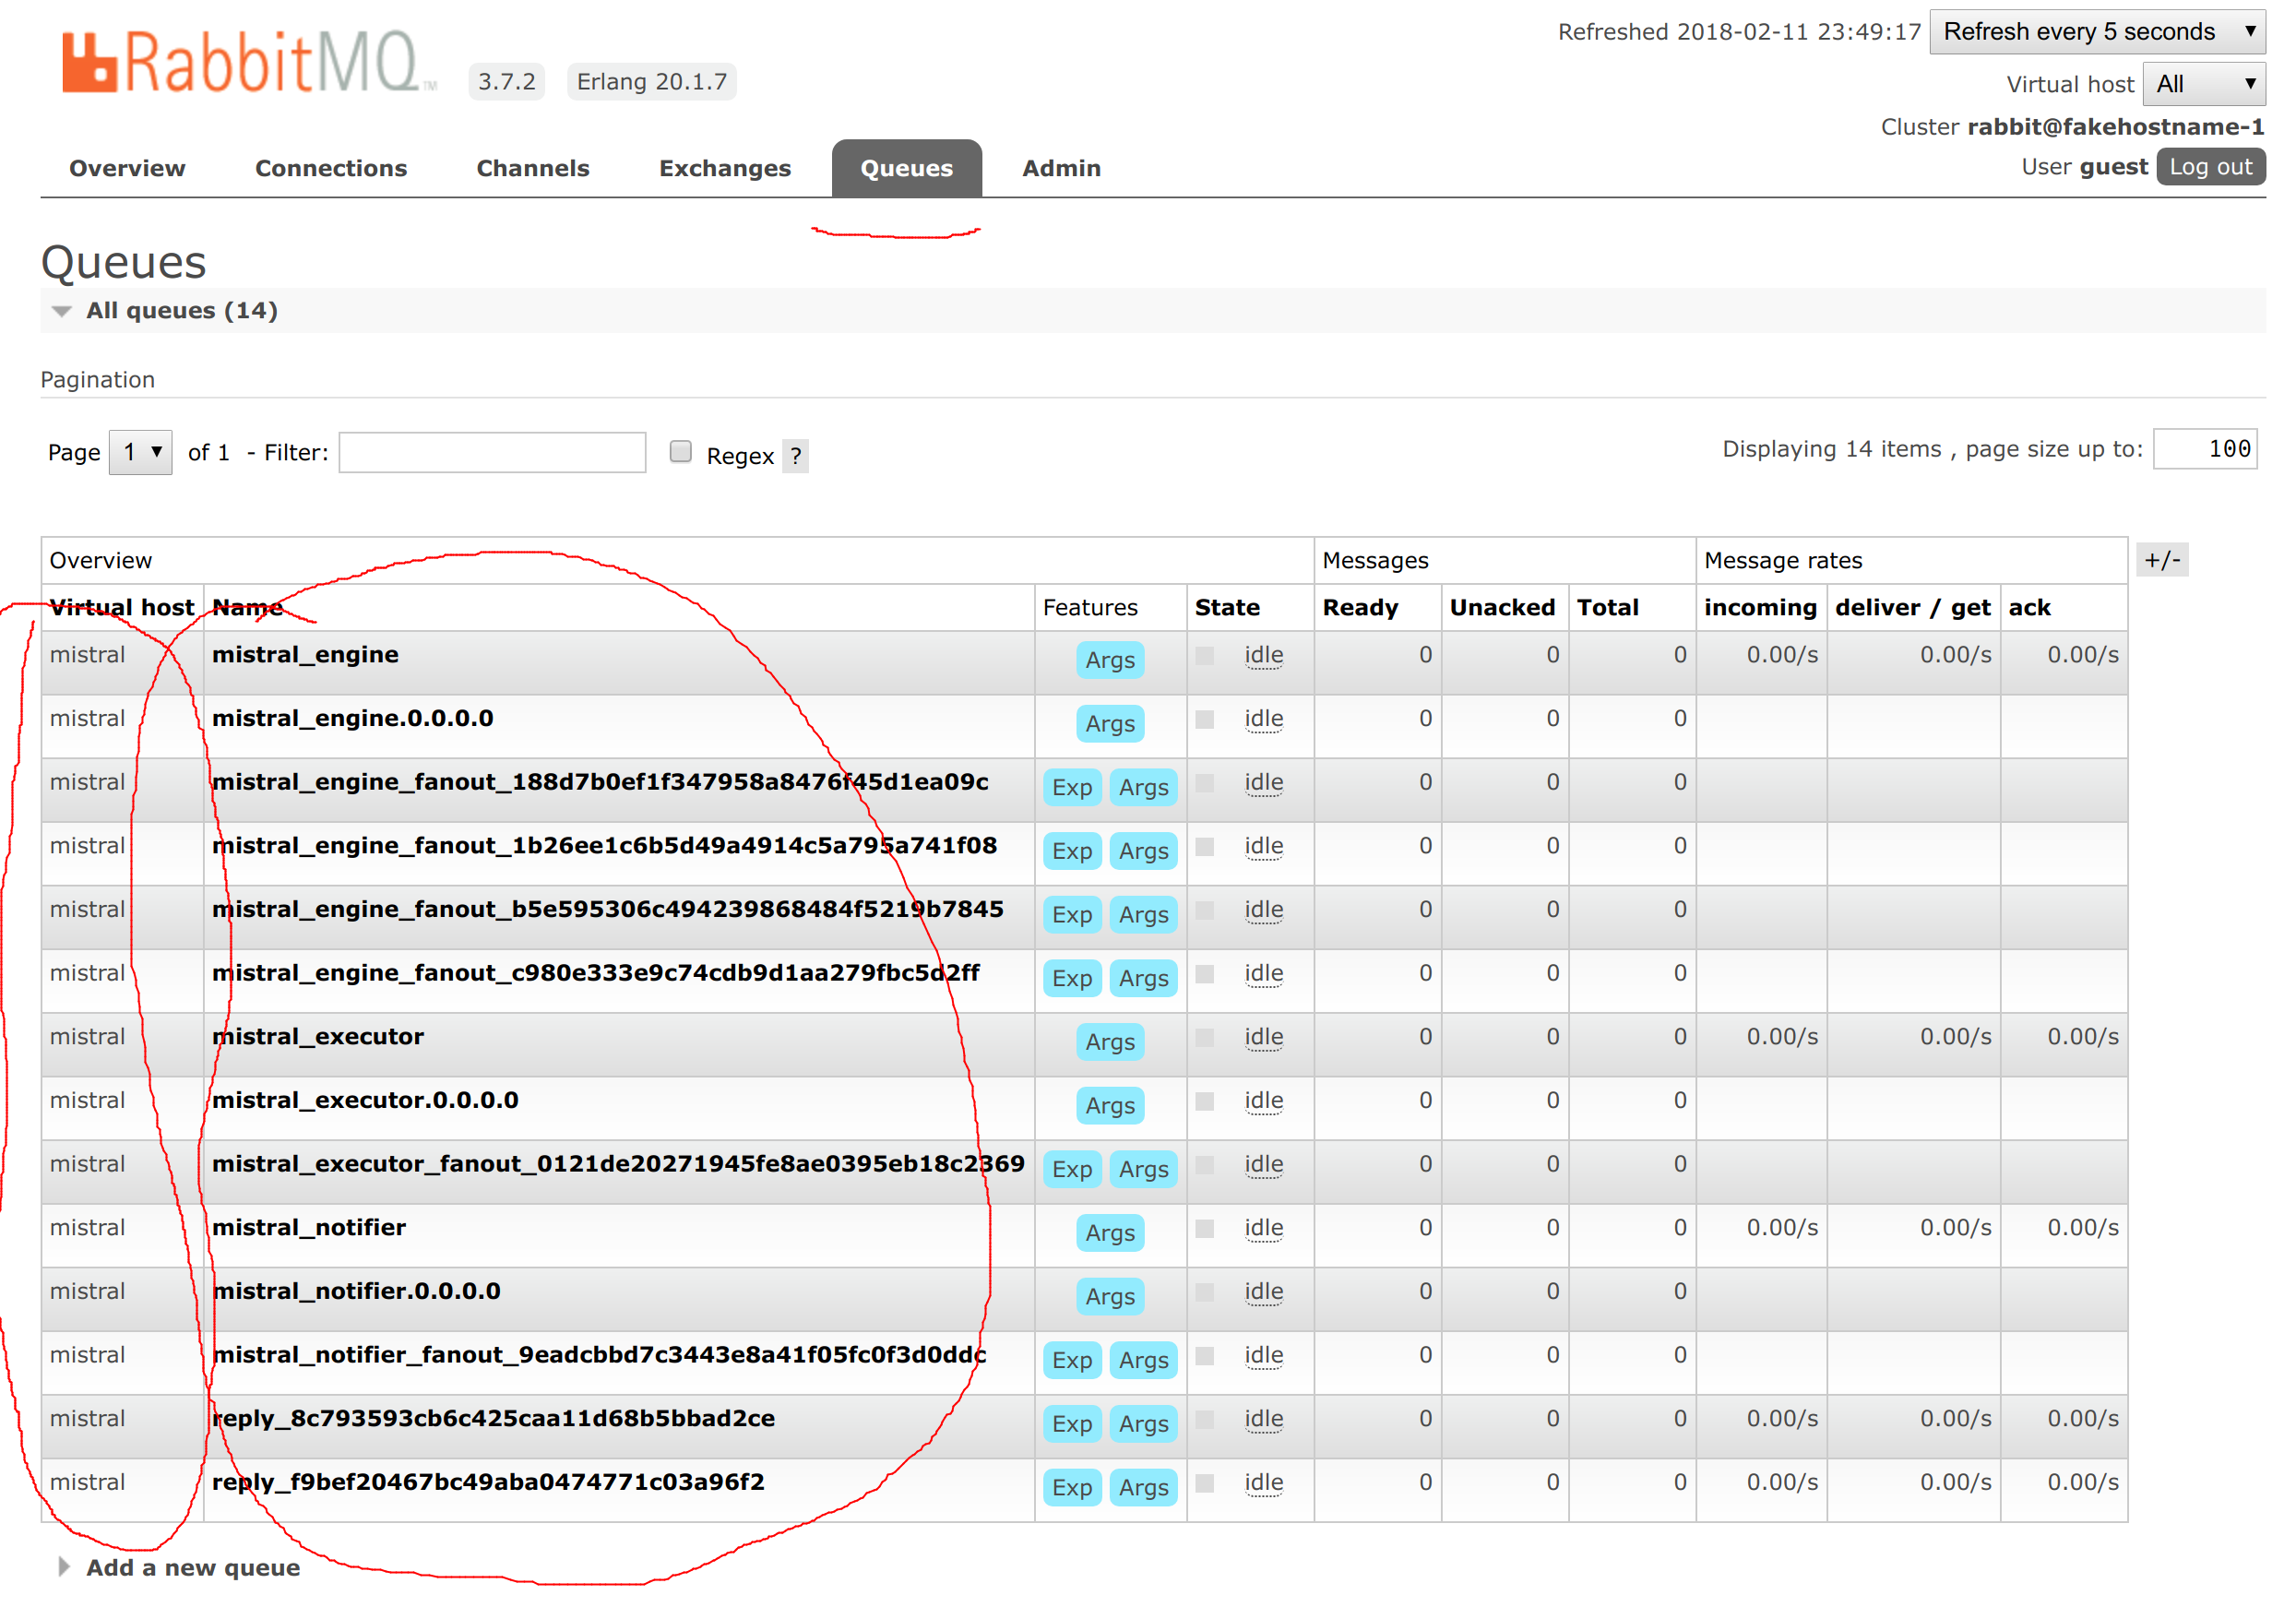 RabbitMQ™ 3.7.2 Erlang 20.1.7
Refreshed 2018-02-11 23:49:17 Refresh every 5 seconds
Virtual host All
Cluster rabbit@fakehostname-1
User guest Log out
Overview Connections Channels Exchanges Queues Admin
Queues
All queues (14)
Pagination
Page 1 of 1 - Filter: Regex ? Displaying 14 items , page size up to: 100
Overview Messages Message rates +/-
Virtual host Name Features State Ready Unacked Total incoming deliver / get ack
mistral mistral_engine Args idle 0 0 0 0.00/s 0.00/s 0.00/s
mistral mistral_engine.0.0.0.0 Args idle 0 0 0
mistral mistral_engine_fanout_188d7b0ef1f347958a8476f45d1ea09c Exp Args idle 0 0 0
mistral mistral_engine_fanout_1b26ee1c6b5d49a4914c5a795a741f08 Exp Args idle 0 0 0
mistral mistral_engine_fanout_b5e595306c494239868484f5219b7845 Exp Args idle 0 0 0
mistral mistral_engine_fanout_c980e333e9c74cdb9d1aa279fbc5d2ff Exp Args idle 0 0 0
mistral mistral_executor Args idle 0 0 0 0.00/s 0.00/s 0.00/s
mistral mistral_executor.0.0.0.0 Args idle 0 0 0
mistral mistral_executor_fanout_0121de20271945fe8ae0395eb18c2369 Exp Args idle 0 0 0
mistral mistral_notifier Args idle 0 0 0 0.00/s 0.00/s 0.00/s
mistral mistral_notifier.0.0.0.0 Args idle 0 0 0
mistral mistral_notifier_fanout_9eadcbbd7c3443e8a41f05fc0f3d0ddc Exp Args idle 0 0 0
mistral reply_8c793593cb6c425caa11d68b5bbad2ce Exp Args idle 0 0 0 0.00/s 0.00/s 0.00/s
mistral reply_f9bef20467bc49aba0474771c03a96f2 Exp Args idle 0 0 0 0.00/s 0.00/s 0.00/s
Add a new queue